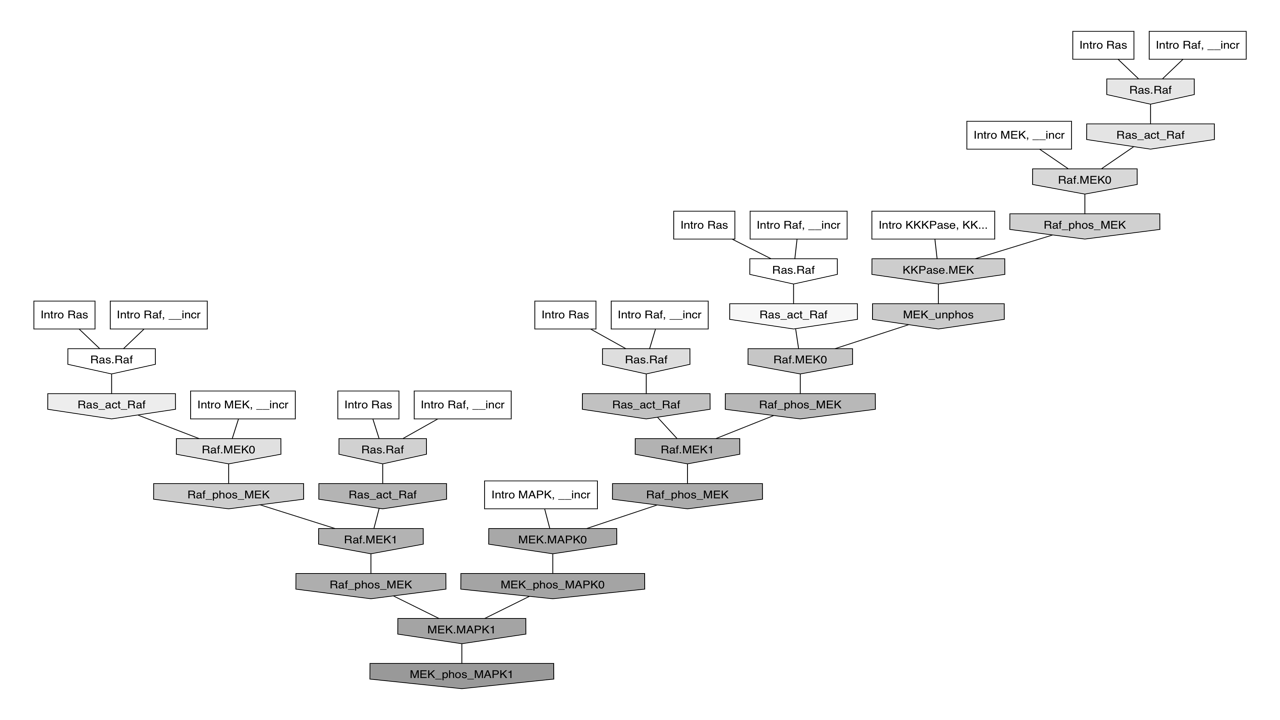 Intro Ras
Intro Raf, __incr
Ras.Raf
Intro MEK, __incr
Ras_act_Raf
Raf.MEK0
Intro Ras
Intro Raf, __incr
Intro KKKPase, KK...
Raf_phos_MEK
Ras.Raf
KKPase.MEK
Intro Ras
Intro Raf, __incr
Intro Ras
Intro Raf, __incr
Ras_act_Raf
MEK_unphos
Ras.Raf
Ras.Raf
Raf.MEK0
Ras_act_Raf
Intro MEK, __incr
Intro Ras
Intro Raf, __incr
Ras_act_Raf
Raf_phos_MEK
Raf.MEK0
Ras.Raf
Raf.MEK1
Raf_phos_MEK
Ras_act_Raf
Intro MAPK, __incr
Raf_phos_MEK
Raf.MEK1
MEK.MAPK0
Raf_phos_MEK
MEK_phos_MAPK0
MEK.MAPK1
MEK_phos_MAPK1